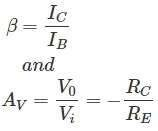 β = I_C / I_B
and
A_V = V_0 / V_i = − R_C / R_E